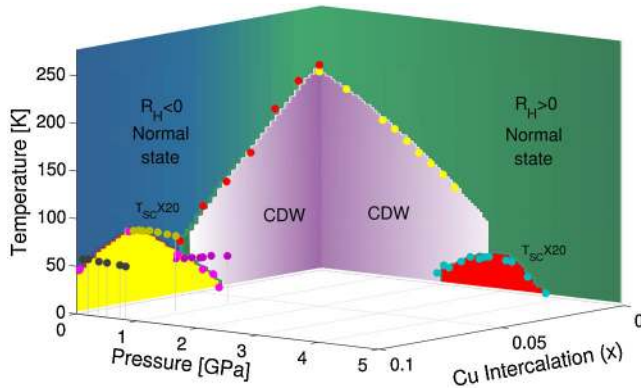 250
200
150
100
50
0
Temperature [K]
R_H<0
Normal
state
R_H>0
Normal
state
CDW
CDW
T_SC X20
T_SC X20
0
1
2
3
4
5
Pressure [GPa]
0.1
0.05
0
Cu Intercalation (x)